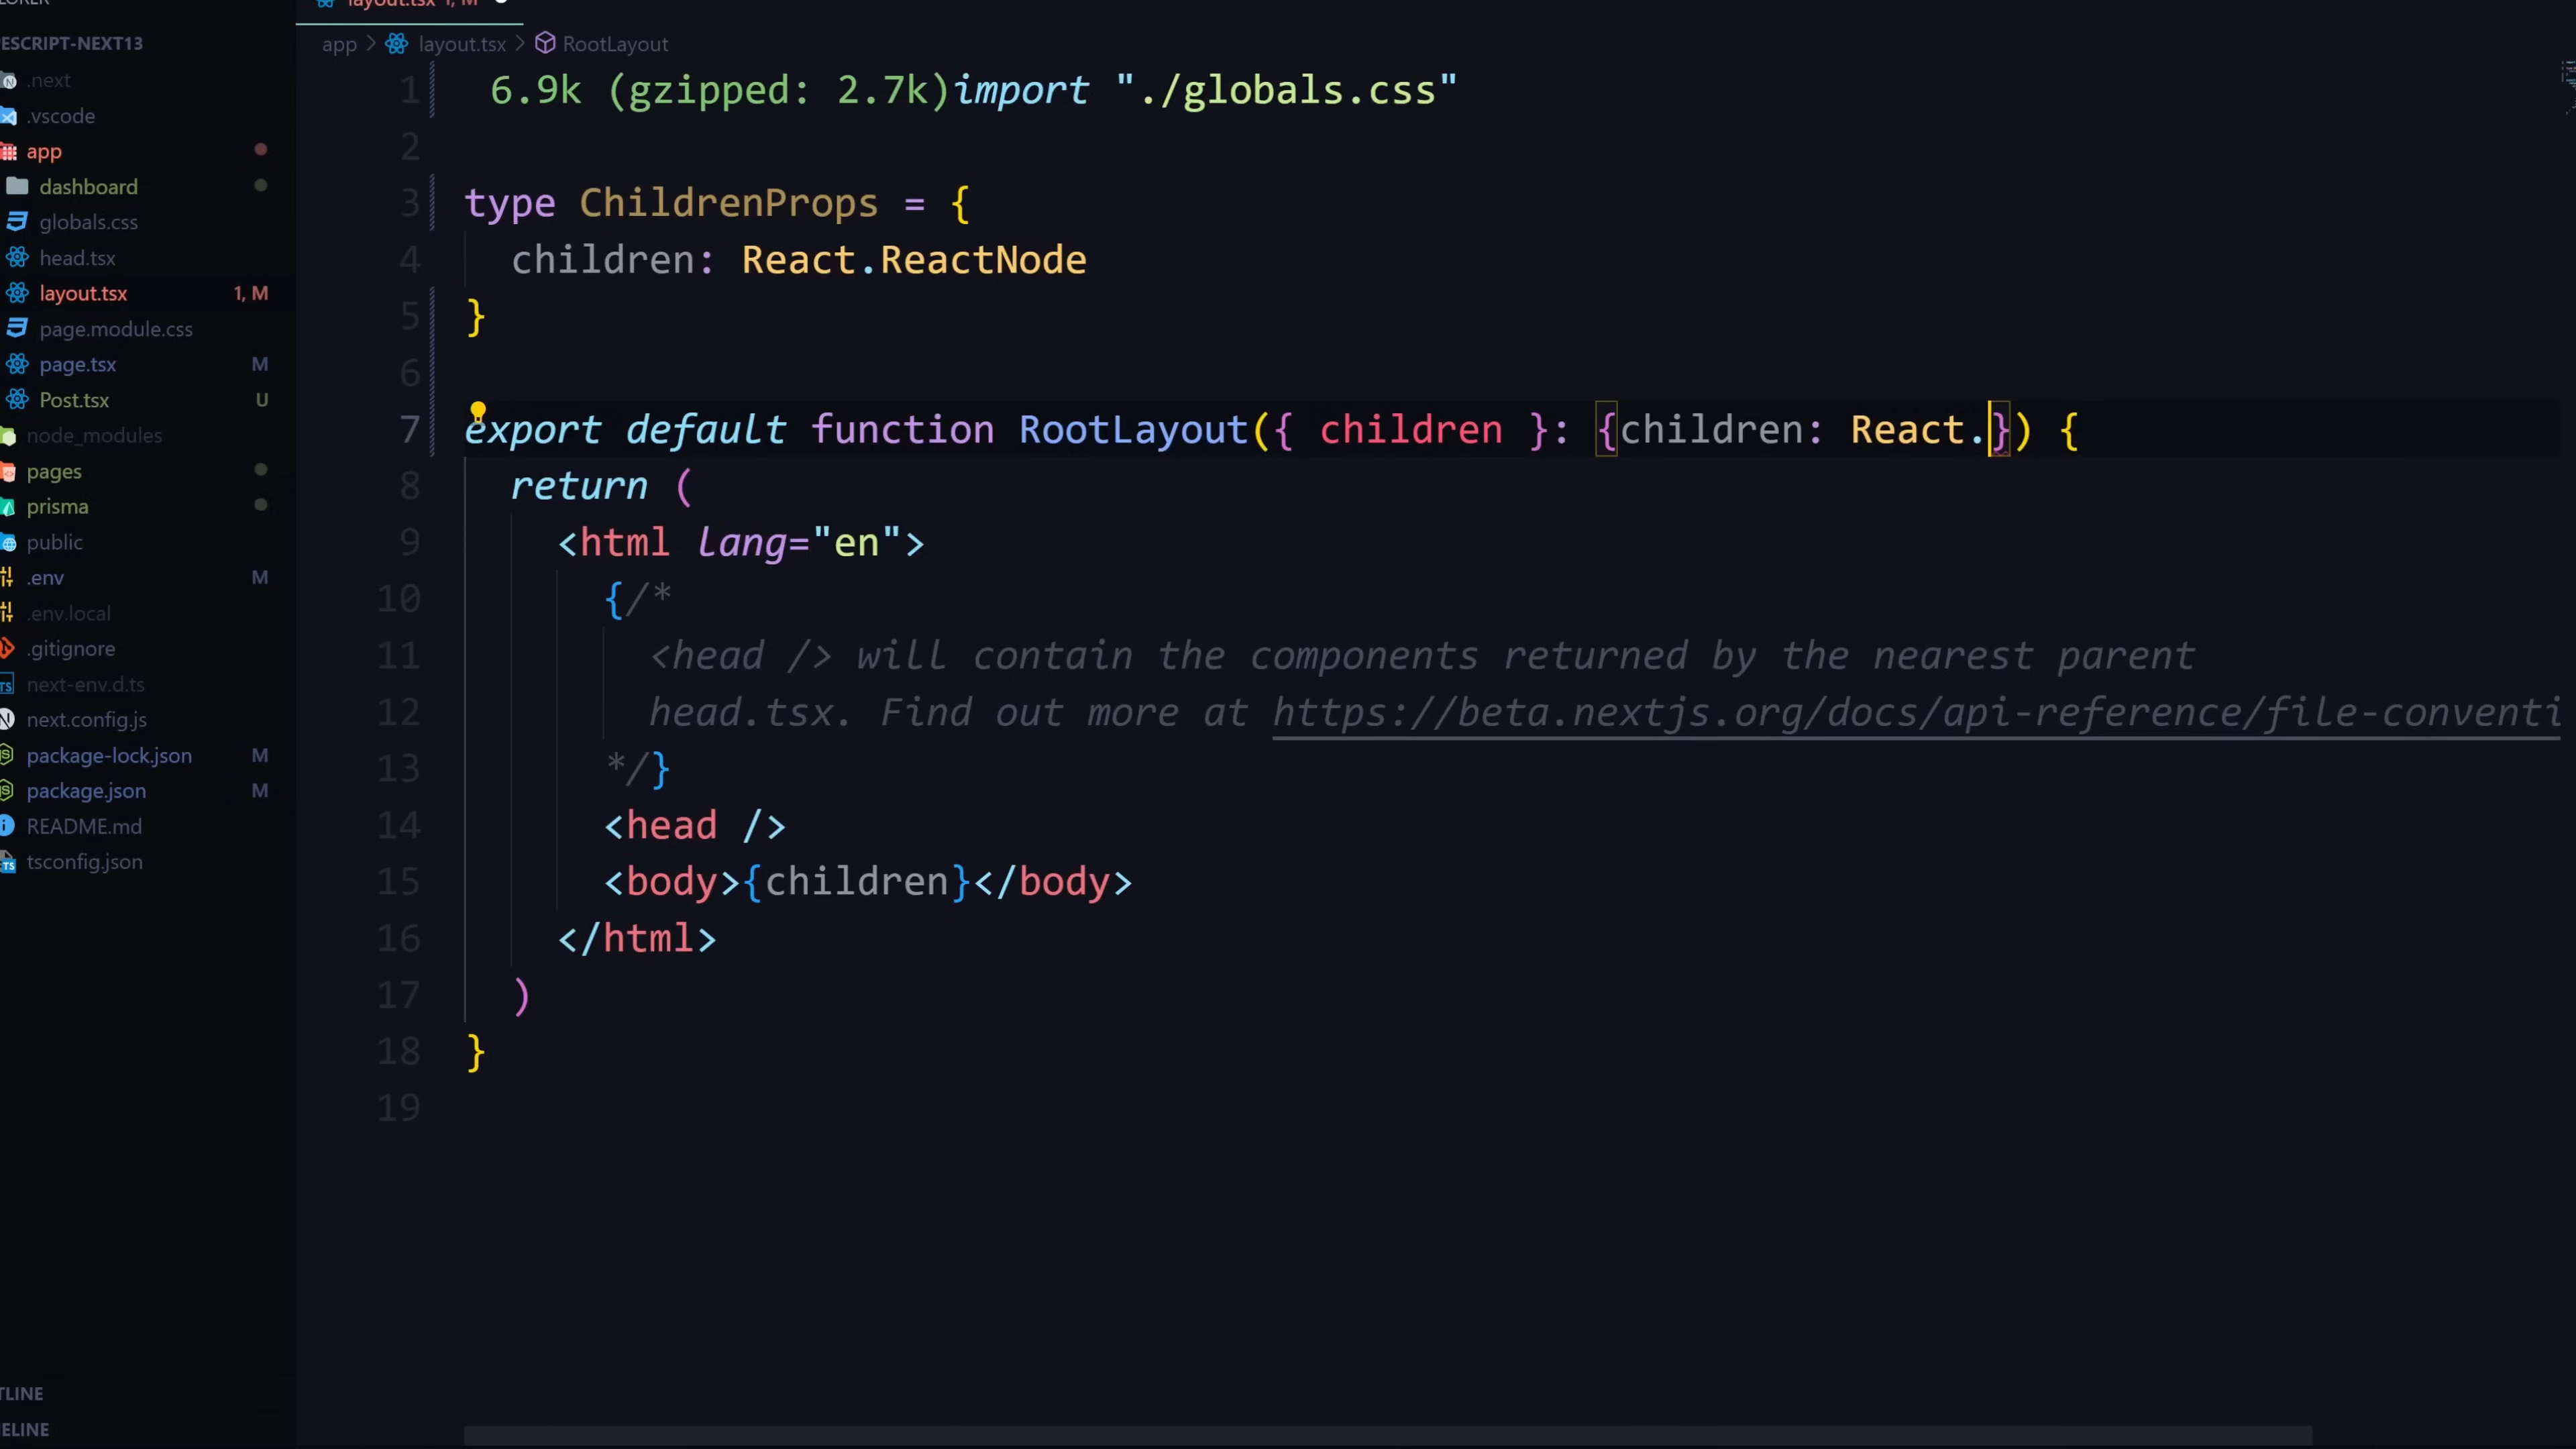 LORER
layout.tsx 1, M
ESCRIPT-NEXT13
.next
.vscode
app
dashboard
globals.css
head.tsx
layout.tsx 1, M
page.module.css
page.tsx M
Post.tsx U
node_modules
pages
prisma
public
.env M
.env.local
.gitignore
next-env.d.ts
next.config.js
package-lock.json M
package.json M
README.md
tsconfig.json
TLINE
ELINE
app > layout.tsx > RootLayout
1 6.9k (gzipped: 2.7k)import "./globals.css"
2
3 type ChildrenProps = {
4 children: React.ReactNode
5 }
6
7 export default function RootLayout({ children }: {children: React.}) {
8 return (
9 <html lang="en">
10 {/*
11 <head /> will contain the components returned by the nearest parent
12 head.tsx. Find out more at https://beta.nextjs.org/docs/api-reference/file-conventi
13 */}
14 <head />
15 <body>{children}</body>
16 </html>
17 )
18 }
19